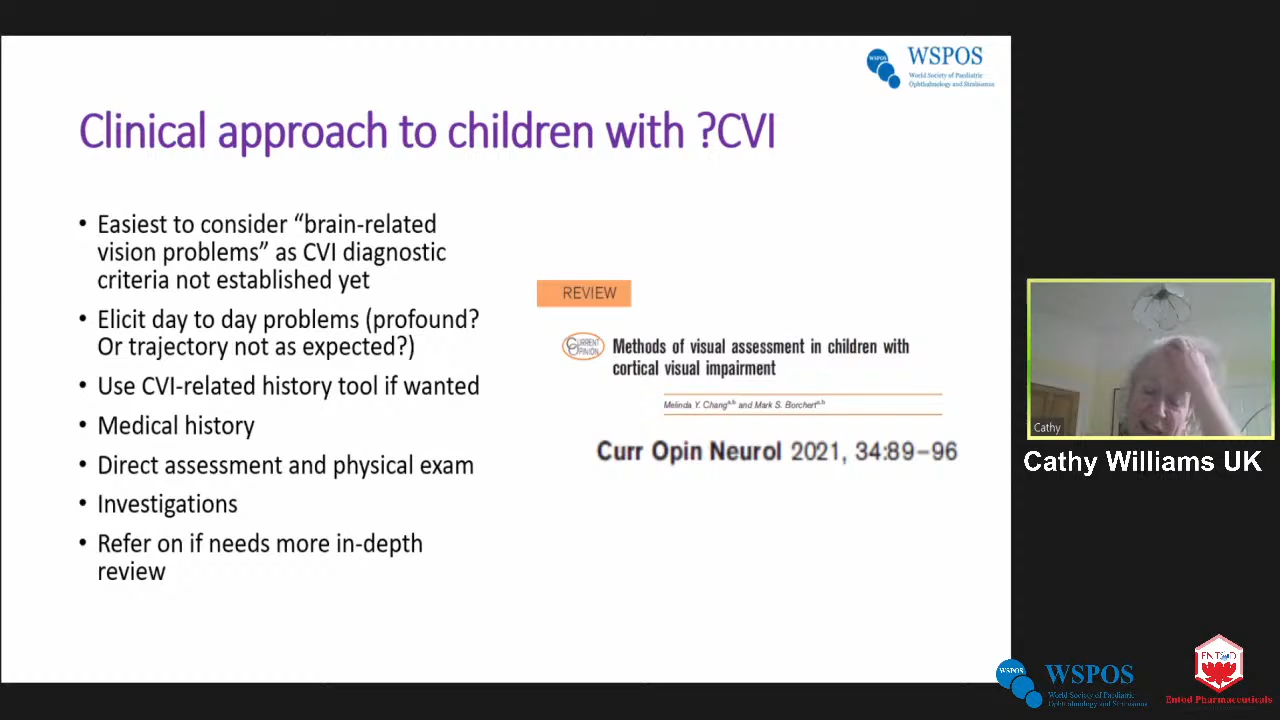 WSPOS
WSPOS
World Society of Paediatric
Ophthalmology and Strabismus
Clinical approach to children with ?CVI
• Easiest to consider “brain-related
vision problems” as CVI diagnostic
criteria not established yet
• Elicit day to day problems (profound?
Or trajectory not as expected?)
• Use CVI-related history tool if wanted
• Medical history
• Direct assessment and physical exam
• Investigations
• Refer on if needs more in-depth
review
REVIEW
CURRENT
OPINION
Methods of visual assessment in children with
cortical visual impairment
Melinda Y. Chang^a,b and Mark S. Borchert^a,b
Curr Opin Neurol 2021, 34:89–96
Cathy
Cathy Williams UK
WSPOS
WSPOS
World Society of Paediatric
Ophthalmology and Strabismus
ENTOD
Entod Pharmaceuticals